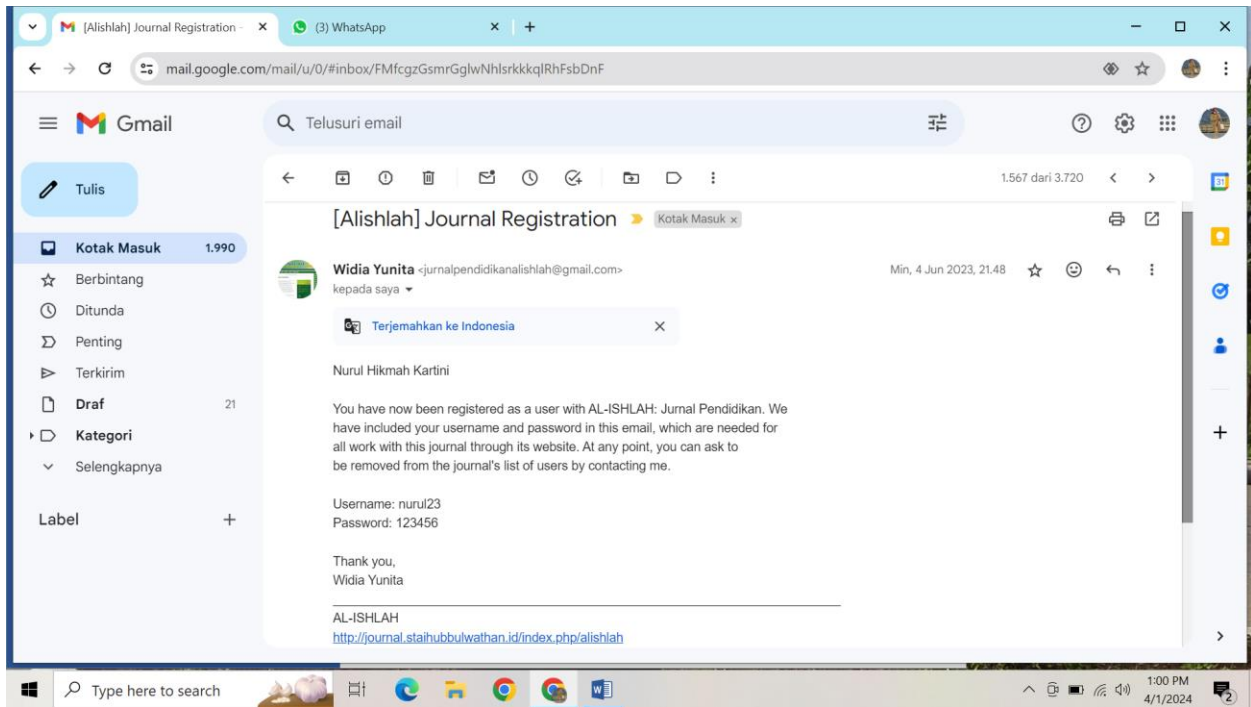 [Alishlah] Journal Registration -
(3) WhatsApp
mail.google.com/mail/u/0/#inbox/FMfcgzGsmrGglwNhlsrkkkqlRhFsbDnF
Gmail
Telusuri email
Tulis
1.567 dari 3.720
31
[Alishlah] Journal Registration
Kotak Masuk ×
Kotak Masuk 1.990
Berbintang
Ditunda
Penting
Terkirim
Draf 21
Kategori
Selengkapnya
Label
Widia Yunita <jurnalpendidikanalishlah@gmail.com>
Min, 4 Jun 2023, 21.48
kepada saya
Terjemahkan ke Indonesia
Nurul Hikmah Kartini
You have now been registered as a user with AL-ISHLAH: Jurnal Pendidikan. We
have included your username and password in this email, which are needed for
all work with this journal through its website. At any point, you can ask to
be removed from the journal's list of users by contacting me.
Username: nurul23
Password: 123456
Thank you,
Widia Yunita
AL-ISHLAH
http://journal.staihubbulwathan.id/index.php/alishlah
Type here to search
1:00 PM
4/1/2024
2